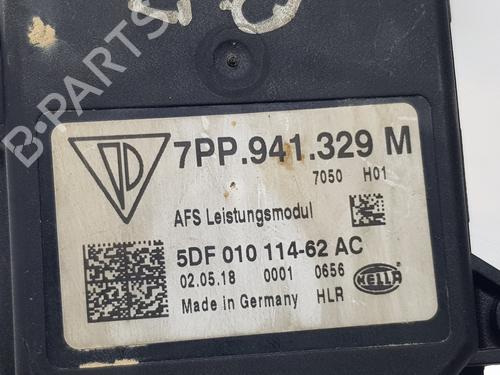 7PP.941.329 M
7050 H01
AFS Leistungsmodul
5DF 010 114-62 AC
02.05.18 0001 0656
HELLA
Made in Germany HLR
B-PARTS